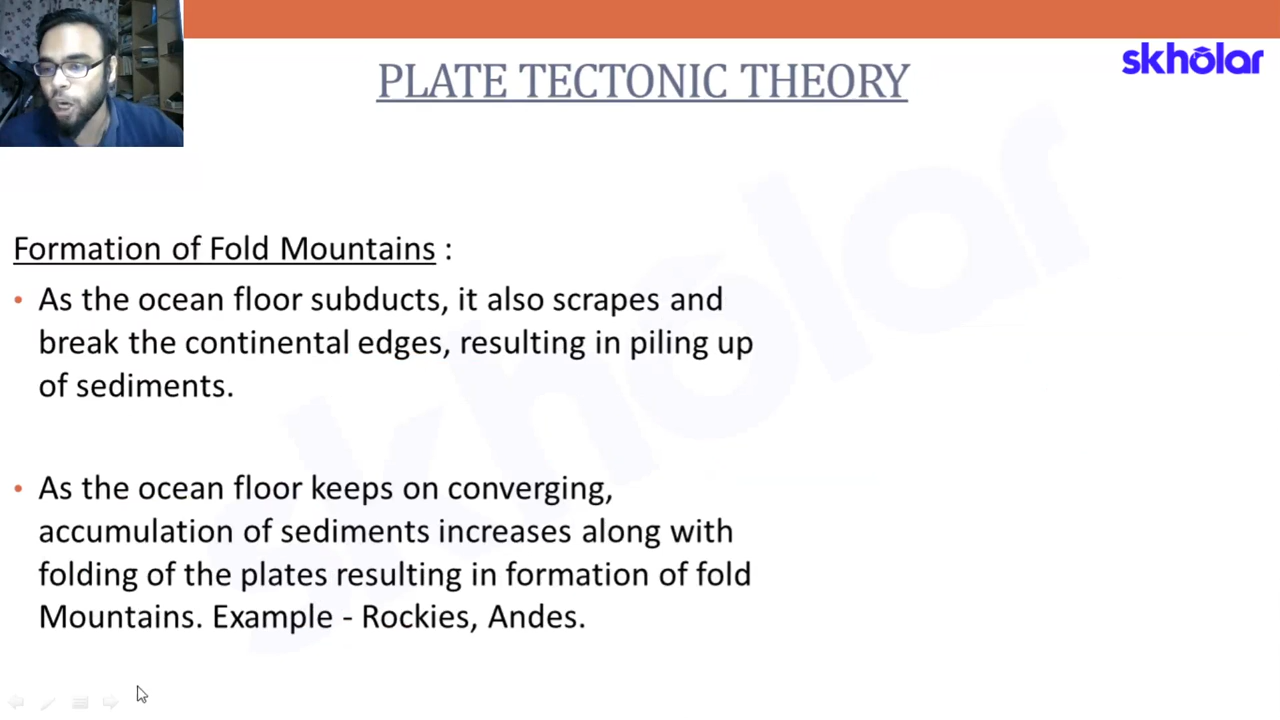 skholar
PLATE TECTONIC THEORY
Formation of Fold Mountains :
• As the ocean floor subducts, it also scrapes and
break the continental edges, resulting in piling up
of sediments.
• As the ocean floor keeps on converging,
accumulation of sediments increases along with
folding of the plates resulting in formation of fold
Mountains. Example - Rockies, Andes.
skholar